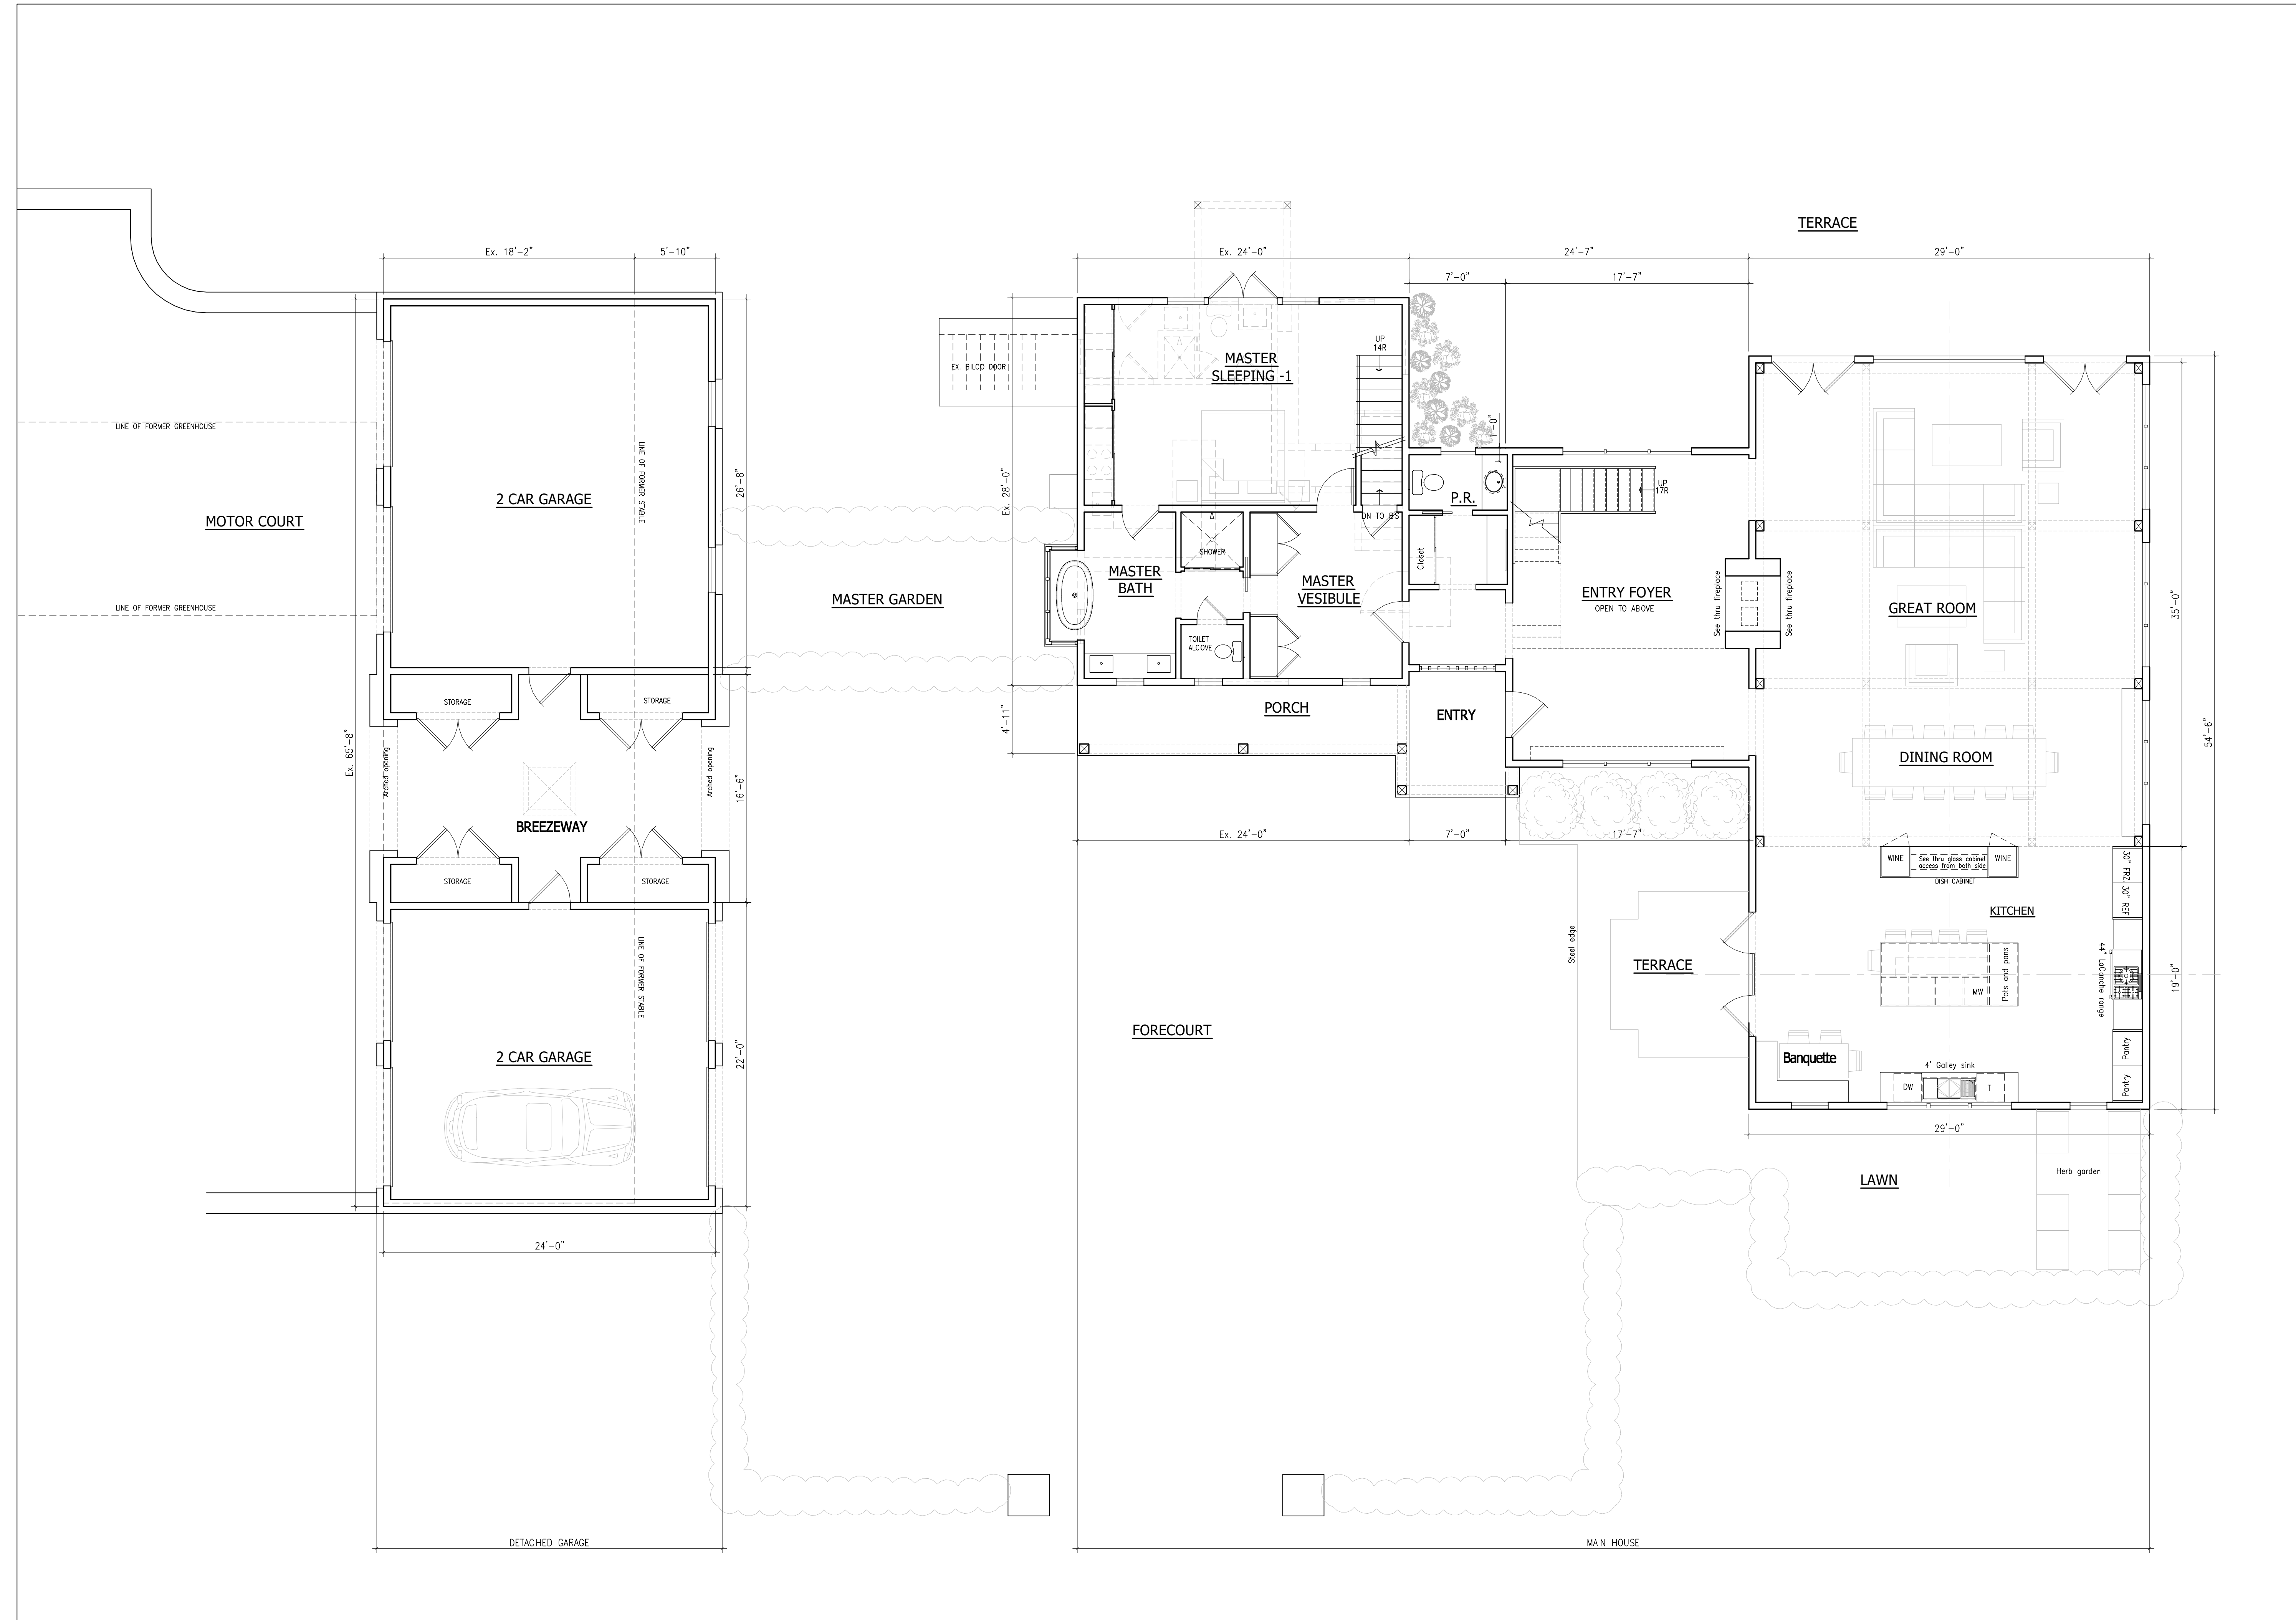 TERRACE
Ex. 18'-2"
5'-10"
Ex. 24'-0"
24'-7"
29'-0"
7'-0"
17'-7"
UP
14R
MASTER
SLEEPING -1
EX. BILCO DOOR
1'-0"
LINE OF FORMER GREENHOUSE
LINE OF FORMER STABLE
26'-8"
Ex. 28'-0"
2 CAR GARAGE
P.R.
UP
17R
MOTOR COURT
DN TO BS
SHOWER
Closet
MASTER
BATH
MASTER
VESIBULE
ENTRY FOYER
OPEN TO ABOVE
See thru fireplace
See thru fireplace
GREAT ROOM
35'-0"
MASTER GARDEN
LINE OF FORMER GREENHOUSE
TOILET
ALCOVE
STORAGE
STORAGE
PORCH
ENTRY
4'-11"
54'-6"
Ex. 65'-8"
Arched opening
Arched opening
16'-6"
DINING ROOM
BREEZEWAY
Ex. 24'-0"
7'-0"
17'-7"
WINE
See thru glass cabinet
access from both side
WINE
DISH CABINET
30" FRZ.
30" REF
STORAGE
STORAGE
KITCHEN
LINE OF FORMER STABLE
Steel edge
TERRACE
Pots and pans
MW
44" LaCanche range
19'-0"
FORECOURT
2 CAR GARAGE
22'-0"
Banquette
4' Galley sink
DW
T
Pantry
Pantry
29'-0"
LAWN
Herb garden
24'-0"
DETACHED GARAGE
MAIN HOUSE